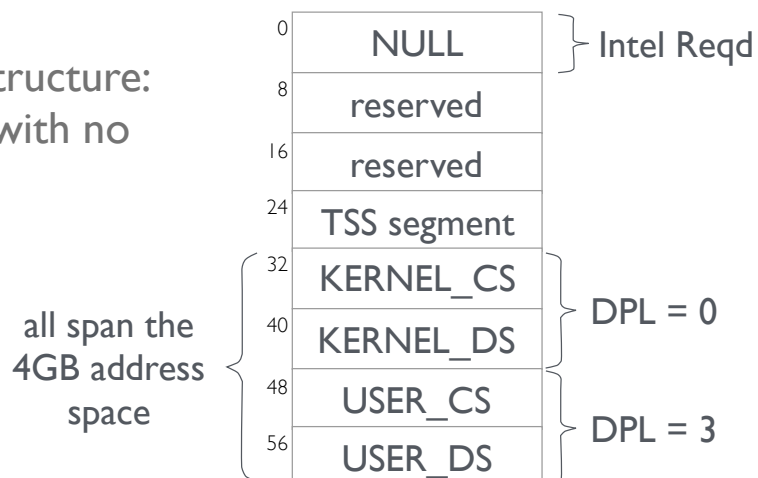 tructure:
with no
0
NULL
Intel Reqd
8
reserved
16
reserved
24
TSS segment
32
KERNEL_CS
40
KERNEL_DS
DPL = 0
all span the
4GB address
space
48
USER_CS
56
USER_DS
DPL = 3